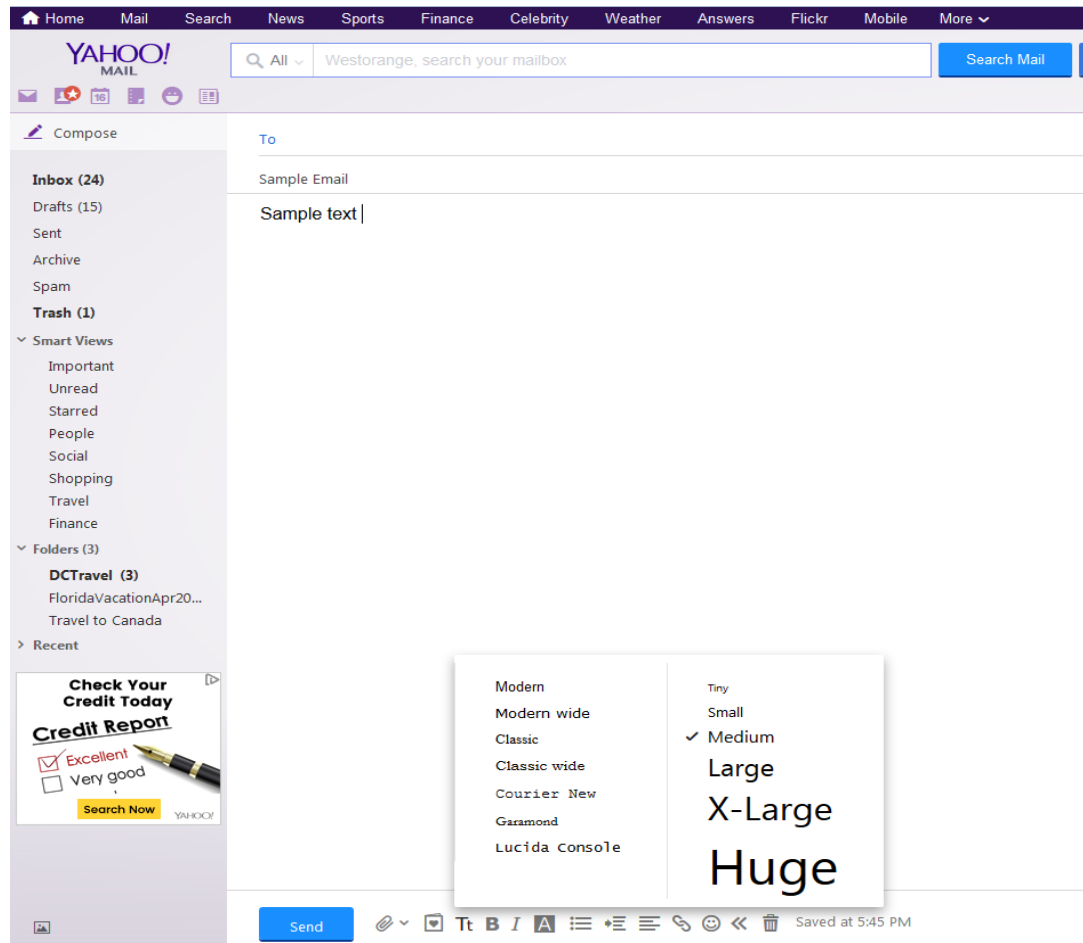 Home Mail Search News Sports Finance Celebrity Weather Answers Flickr Mobile More
YAHOO!
MAIL
All Westorange, search your mailbox Search Mail
16
Compose
To
Sample Email
Sample text
Inbox (24)
Drafts (15)
Sent
Archive
Spam
Trash (1)
Smart Views
Important
Unread
Starred
People
Social
Shopping
Travel
Finance
Folders (3)
DCTravel (3)
FloridaVacationApr20...
Travel to Canada
Recent
Check Your
Credit Today
Credit Report
Excellent
Very good
Search Now
YAHOO!
Modern
Modern wide
Classic
Classic wide
Courier New
Garamond
Lucida Console
Tiny
Small
Medium
Large
X-Large
Huge
Send Tt B I A Saved at 5:45 PM